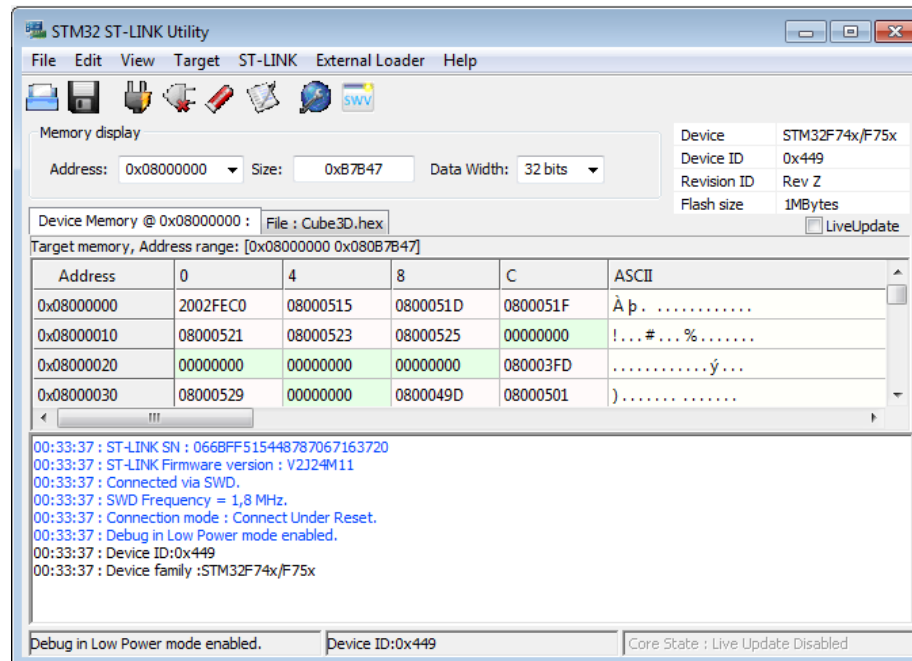 STM32 ST-LINK Utility
File Edit View Target ST-LINK External Loader Help
SWV
Memory display
Address: 0x08000000 Size: 0xB7B47 Data Width: 32 bits
Device STM32F74x/F75x
Device ID 0x449
Revision ID Rev Z
Flash size 1MBytes
LiveUpdate
Device Memory @ 0x08000000 : File : Cube3D.hex
Target memory, Address range: [0x08000000 0x080B7B47]
Address 0 4 8 C ASCII
0x08000000 2002FEC0 08000515 0800051D 0800051F À þ. ............
0x08000010 08000521 08000523 08000525 00000000 !...#...%.......
0x08000020 00000000 00000000 00000000 080003FD ............ý...
0x08000030 08000529 00000000 0800049D 08000501 )....... .......
00:33:37 : ST-LINK SN : 066BFF515448787067163720
00:33:37 : ST-LINK Firmware version : V2J24M11
00:33:37 : Connected via SWD.
00:33:37 : SWD Frequency = 1,8 MHz.
00:33:37 : Connection mode : Connect Under Reset.
00:33:37 : Debug in Low Power mode enabled.
00:33:37 : Device ID:0x449
00:33:37 : Device family :STM32F74x/F75x
Debug in Low Power mode enabled. Device ID:0x449 Core State : Live Update Disabled